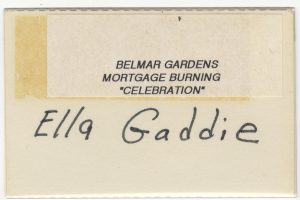 BELMAR GARDENS
MORTGAGE BURNING
"CELEBRATION"
Ella Gaddie